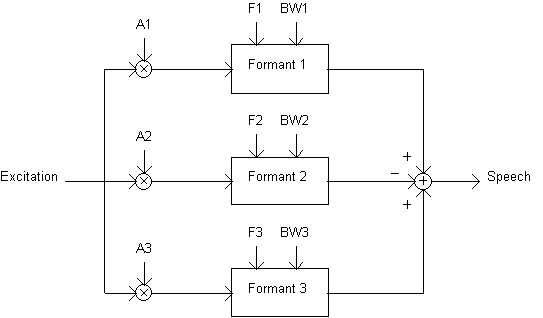 F1 BW1
A1
Formant 1
×
F2 BW2
A2
+
Excitation
×
Formant 2
−
+
Speech
+
F3 BW3
A3
×
Formant 3